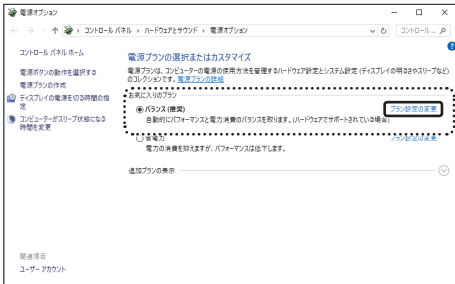 電源オプション
コントロール パネル › ハードウェアとサウンド › 電源オプション
コントロール ...
コントロール パネル ホーム
電源ボタンの動作を選択する
電源プランの作成
ディスプレイの電源を切る時間の指定
コンピューターがスリープ状態になる時間を変更
電源プランの選択またはカスタマイズ
電源プランは、コンピューターの電源の使用方法を管理するハードウェア設定とシステム設定 (ディスプレイの明るさやスリープなど)
のコレクションです。電源プランの詳細
お気に入りのプラン
バランス (推奨)
プラン設定の変更
自動的にパフォーマンスと電力消費のバランスを取ります。(ハードウェアでサポートされている場合)
省電力
プラン設定の変更
電力の消費を抑えますが、パフォーマンスは低下します。
追加プランの表示
関連項目
ユーザー アカウント